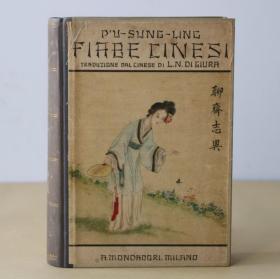 P'U-SUNG-LING
FIABE CINESI
TRADUZIONE DAL CINESE DI L.N. DI GIURA
聊齋志異
A. MONDADORI. MILANO